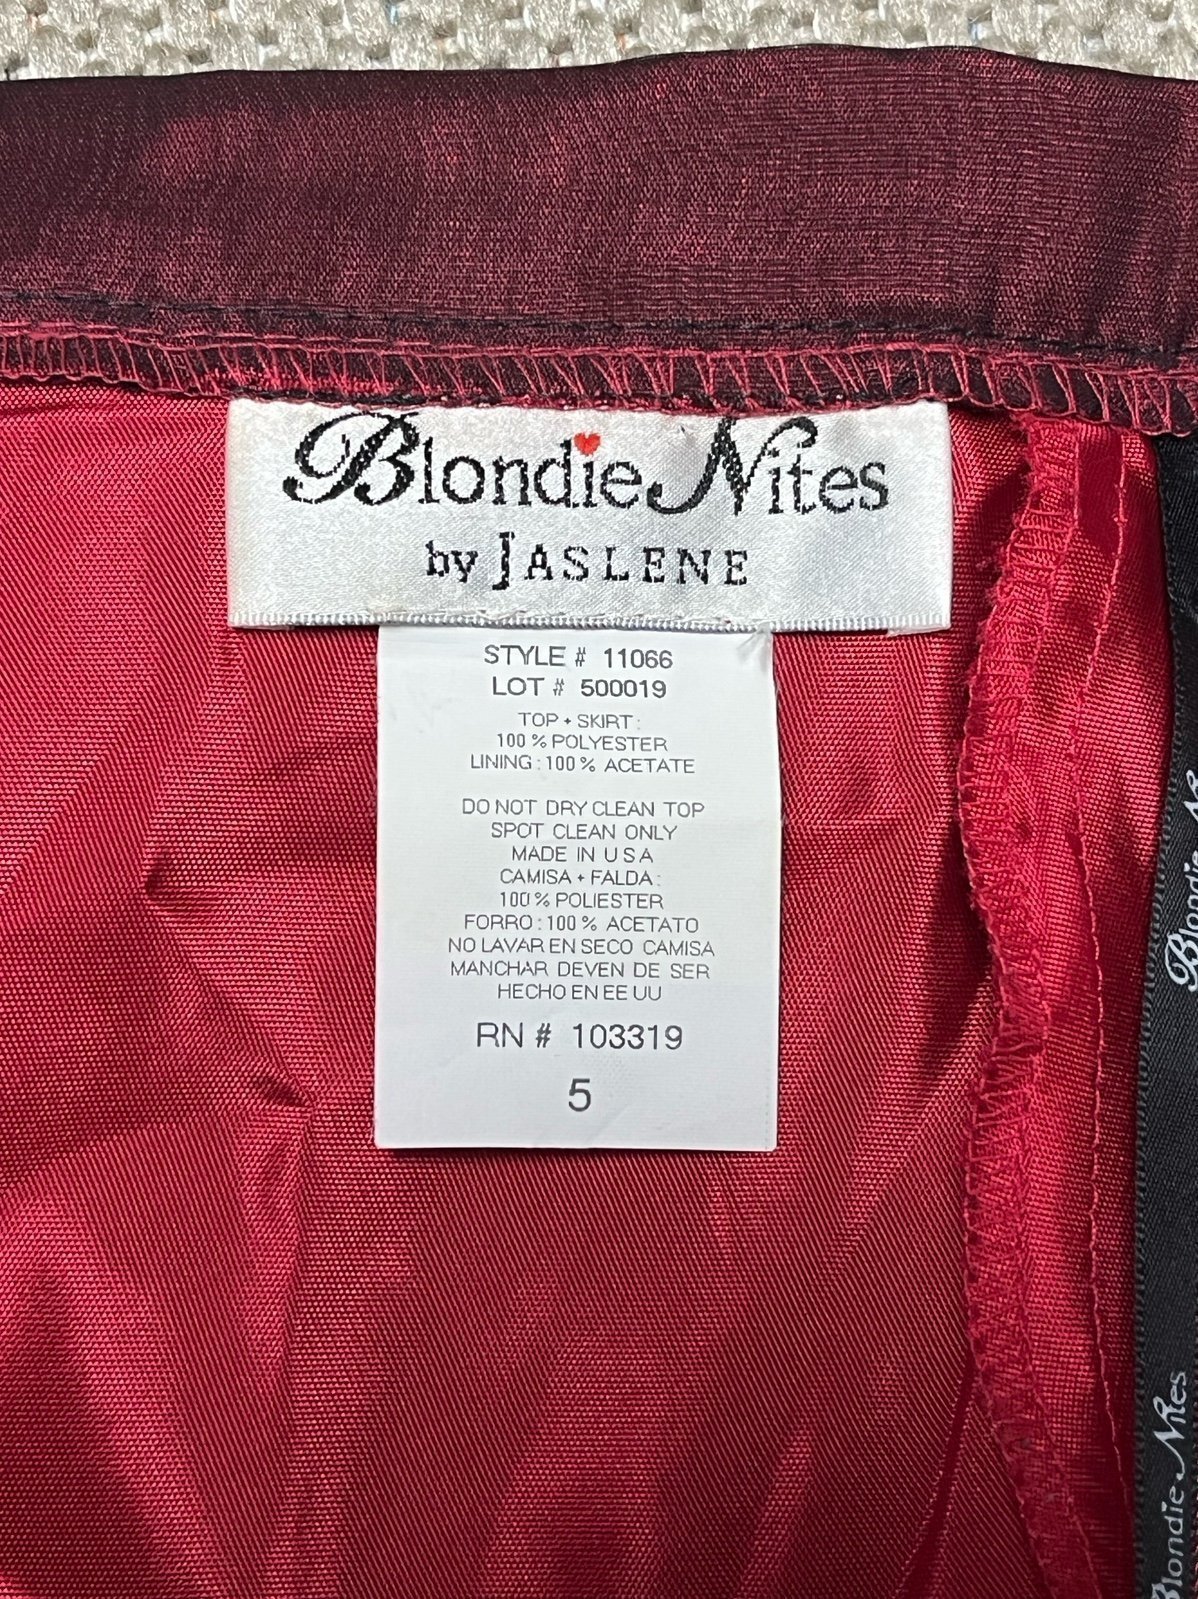 Blondie Nites
by JASLENE
STYLE # 11066
LOT # 500019
TOP + SKIRT:
100 % POLYESTER
LINING : 100 % ACETATE
DO NOT DRY CLEAN TOP
SPOT CLEAN ONLY
MADE IN U S A
CAMISA + FALDA:
100 % POLIESTER
FORRO : 100 % ACETATO
NO LAVAR EN SECO CAMISA
MANCHAR DEVEN DE SER
HECHO EN EE UU
RN # 103319
5
Blondie
Blondie Nites